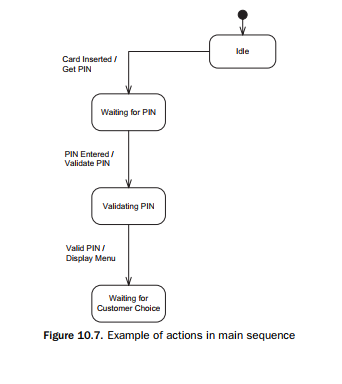 Idle
Card Inserted /
Get PIN
Waiting for PIN
PIN Entered /
Validate PIN
Validating PIN
Valid PIN /
Display Menu
Waiting for
Customer Choice
Figure 10.7. Example of actions in main sequence